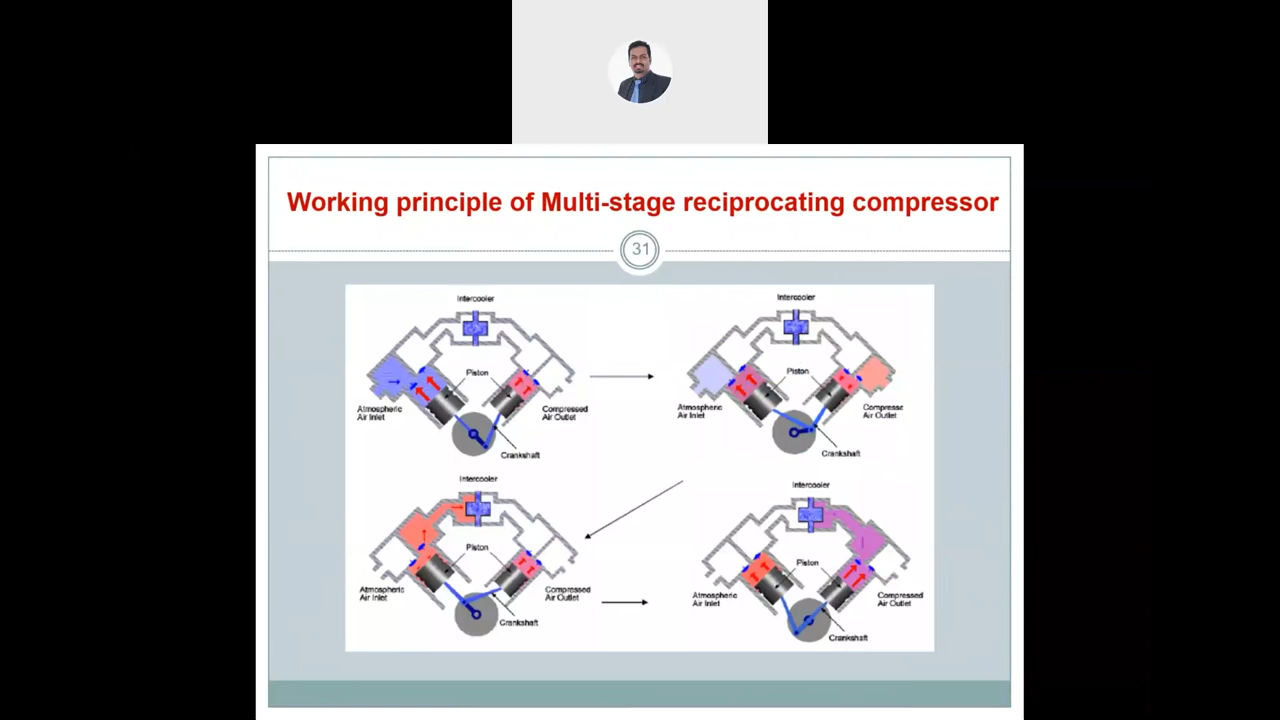 Working principle of Multi-stage reciprocating compressor
31
Intercooler
Piston
Atmospheric
Air Inlet
Compressed
Air Outlet
Crankshaft
Intercooler
Piston
Atmospheric
Air Inlet
Compresse
Air Outlet
Crankshaft
Intercooler
Piston
Atmospheric
Air Inlet
Compressed
Air Outlet
Crankshaft
Intercooler
Piston
Atmospheric
Air Inlet
Compressed
Air Outlet
Crankshaft